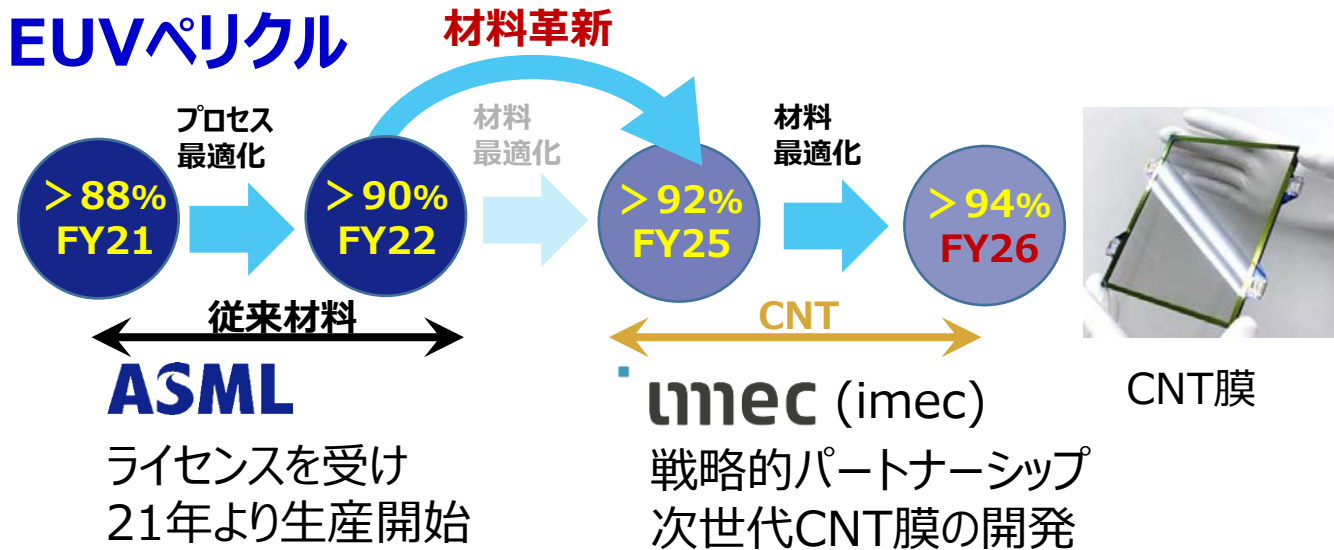 EUVペリクル
材料革新
プロセス
最適化
材料
最適化
材料
最適化
＞88%
FY21
＞90%
FY22
＞92%
FY25
＞94%
FY26
従来材料
CNT
ASML
imec (imec)
CNT膜
ライセンスを受け
21年より生産開始
戦略的パートナーシップ
次世代CNT膜の開発